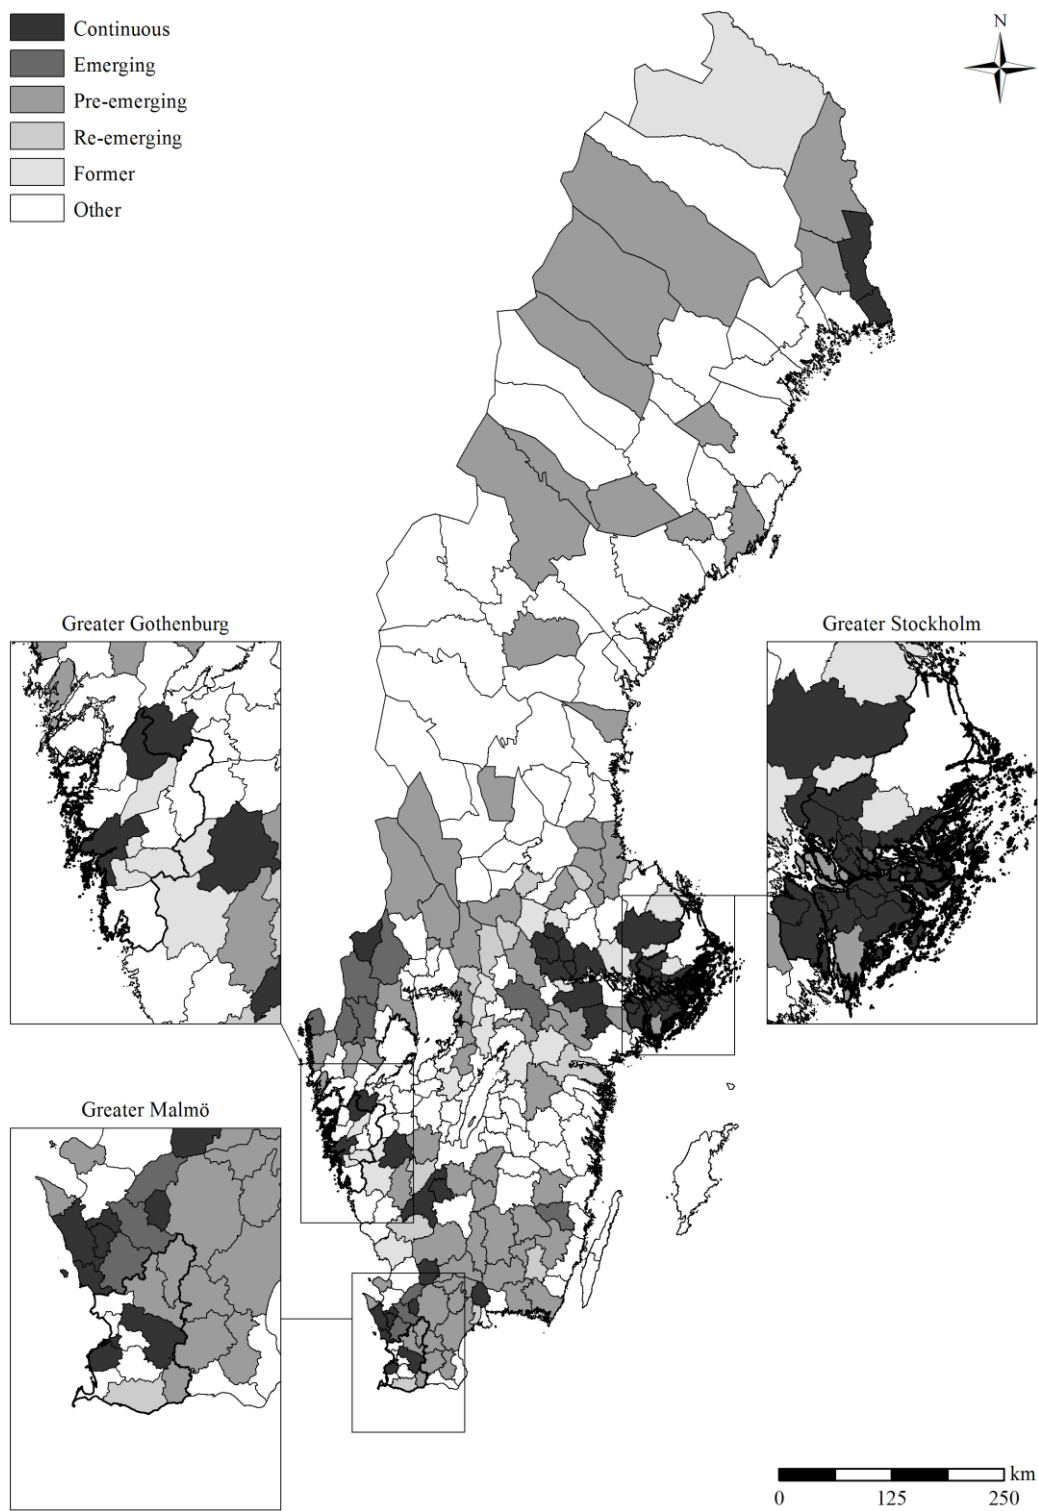 Continuous
Emerging
Pre-emerging
Re-emerging
Former
Other
N
Greater Gothenburg
Greater Stockholm
Greater Malmö
km
0 125 250